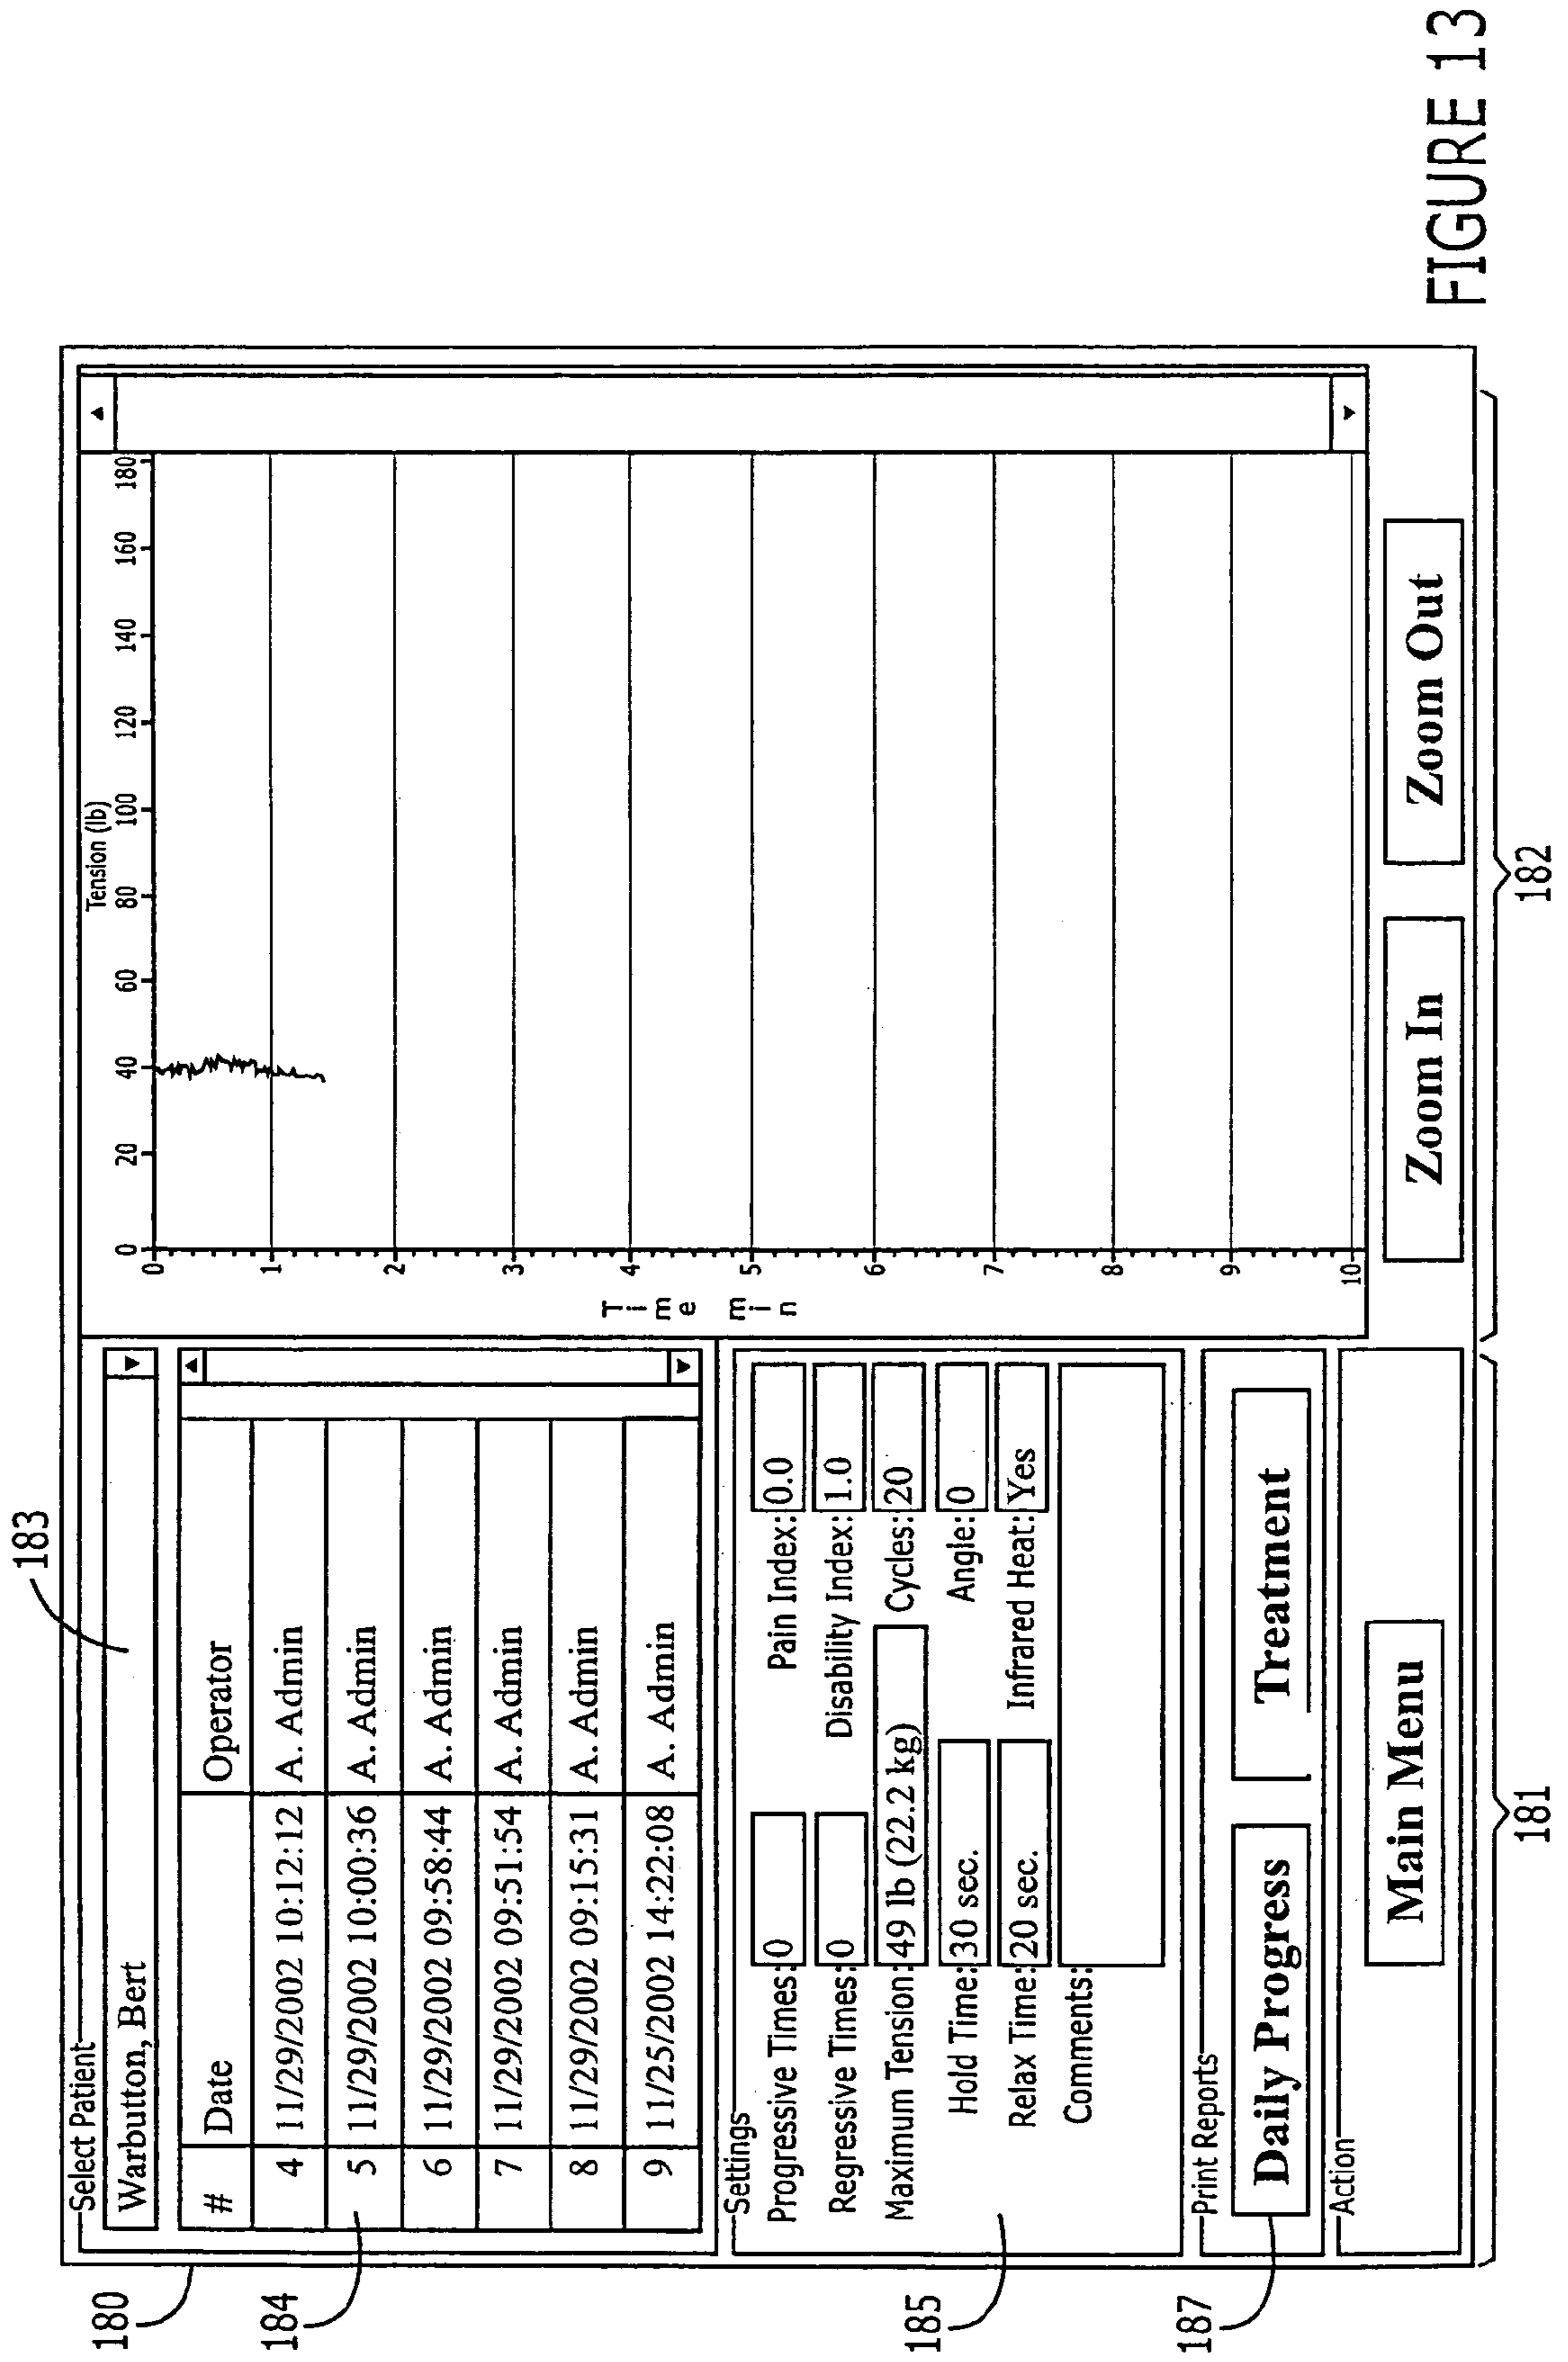 180
183
Select Patient
Warbutton, Bert
184
# Date Operator
4 11/29/2002 10:12:12 A. Admin
5 11/29/2002 10:00:36 A. Admin
6 11/29/2002 09:58:44 A. Admin
7 11/29/2002 09:51:54 A. Admin
8 11/29/2002 09:15:31 A. Admin
9 11/25/2002 14:22:08 A. Admin
185
Settings
Progressive Times: 0 Pain Index: 0.0
Regressive Times: 0 Disability Index: 1.0
Maximum Tension: 49 lb (22.2 kg) Cycles: 20
Hold Time: 30 sec. Angle: 0
Relax Time: 20 sec. Infrared Heat: Yes
Comments:
187
Print Reports
Daily Progress Treatment
Action
Main Menu
181
Tension (lb)
0 20 40 60 80 100 120 140 160 180
0
1
2
3
4
5
6
7
8
9
10
Time min
Zoom In Zoom Out
182
FIGURE 13